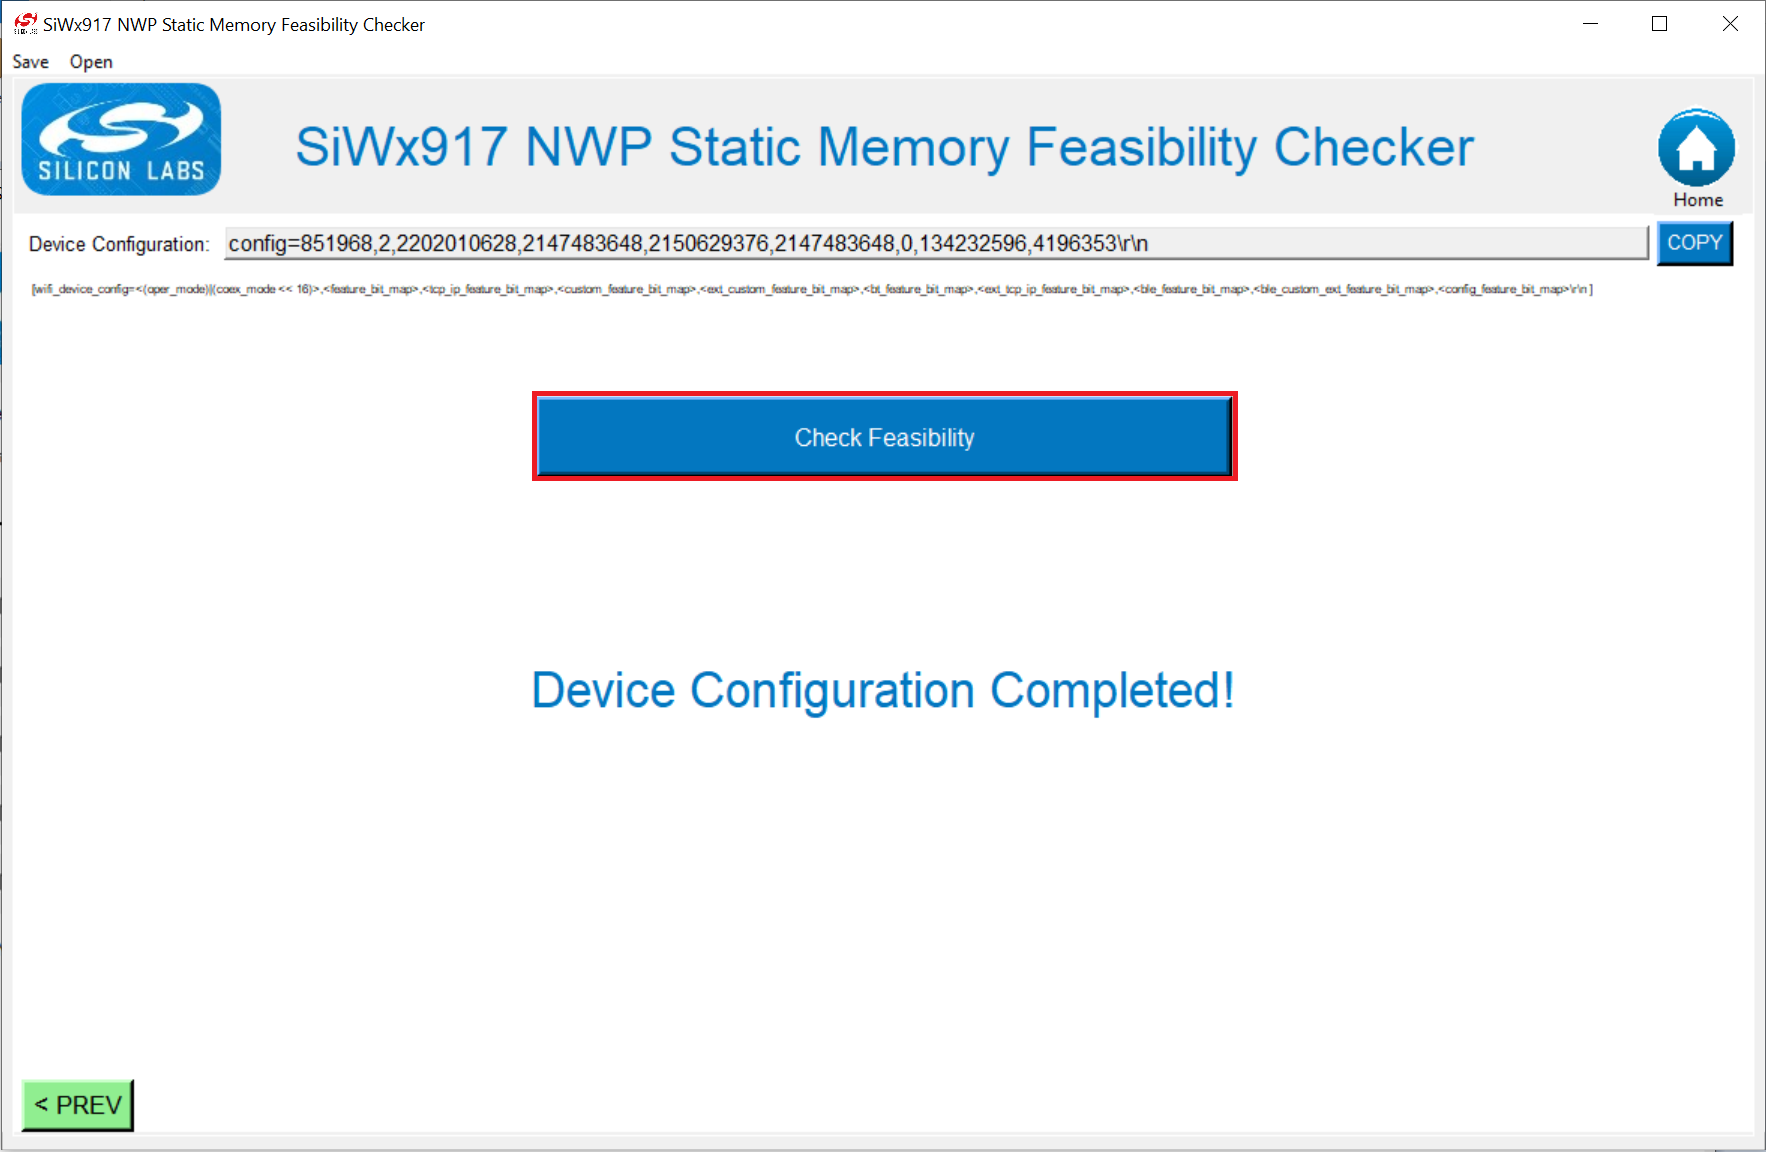 SiWx917 NWP Static Memory Feasibility Checker
Save Open
SILICON LABS
SiWx917 NWP Static Memory Feasibility Checker
Home
Device Configuration: config=851968,2,2202010628,2147483648,2150629376,2147483648,0,134232596,4196353\r\n COPY
[wifi_device_config=<(oper_mode)|(coex_mode << 16)>,<feature_bit_map>,<tcp_ip_feature_bit_map>,<custom_feature_bit_map>,<ext_custom_feature_bit_map>,<bt_feature_bit_map>,<ext_tcp_ip_feature_bit_map>,<ble_feature_bit_map>,<ble_custom_ext_feature_bit_map>,<config_feature_bit_map>\r\n ]
Check Feasibility
Device Configuration Completed!
< PREV